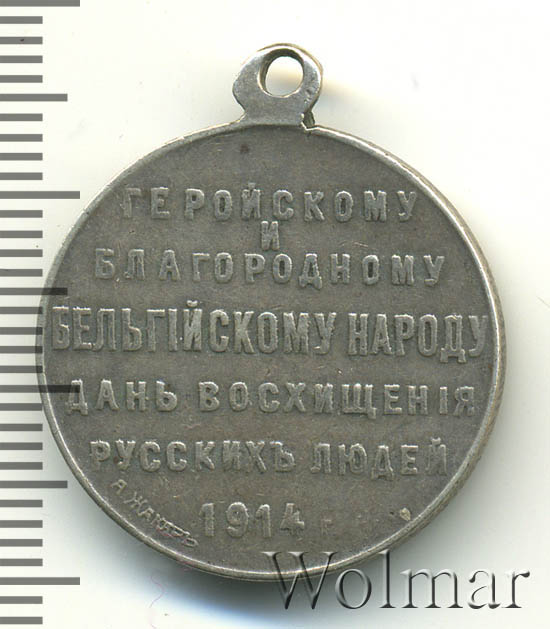 ГЕРОЙСКОМУ
И
БЛАГОРОДНОМУ
БЕЛЬГІЙСКОМУ НАРОДУ
ДАНЬ ВОСХИЩЕНІЯ
РУССКИХЪ ЛЮДЕЙ
1914 г.
А. ЖАКАРЪ
Wolmar